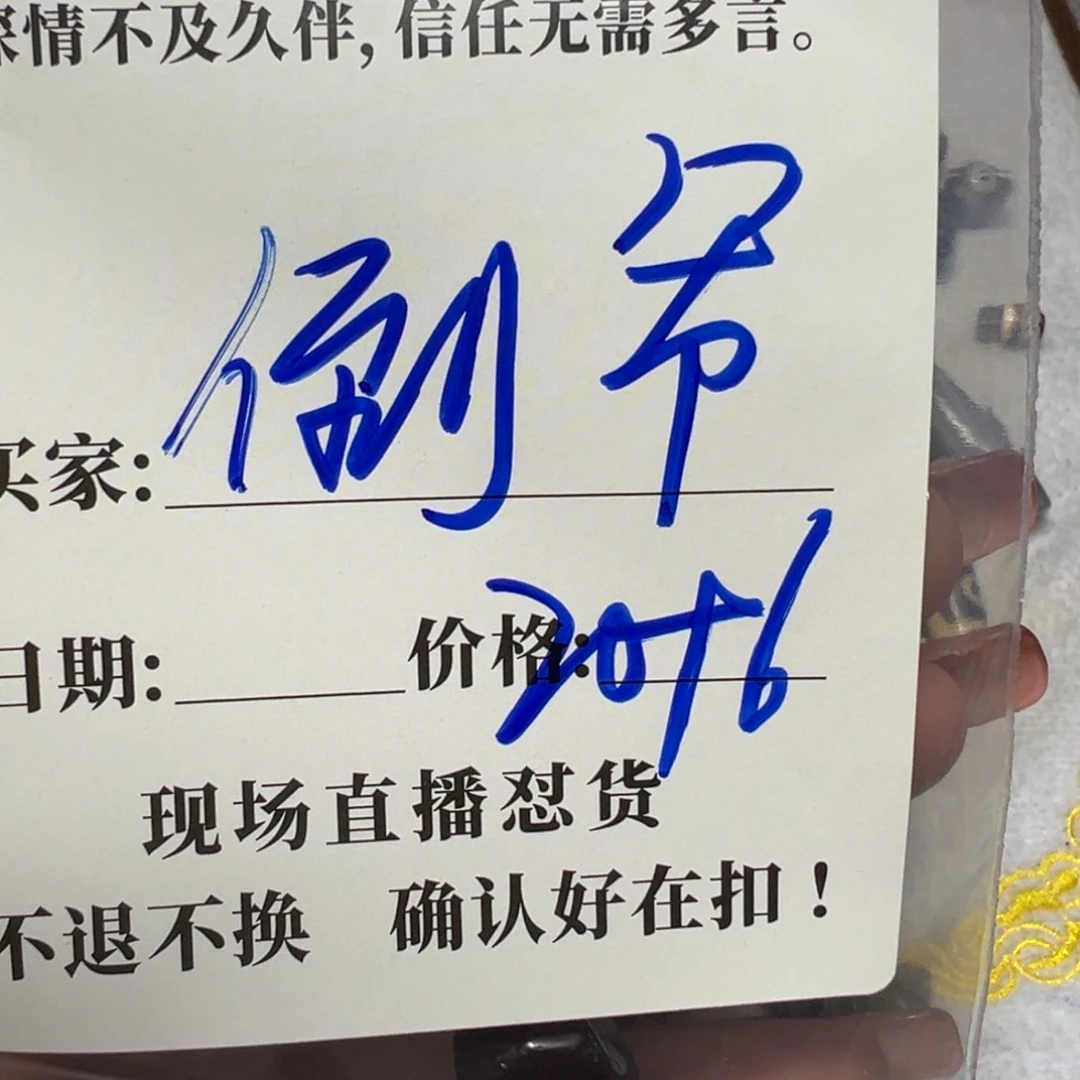 深情不及久伴,信任无需多言。
买家:
日期: 价格:
现场直播怼货
不退不换 确认好在扣!